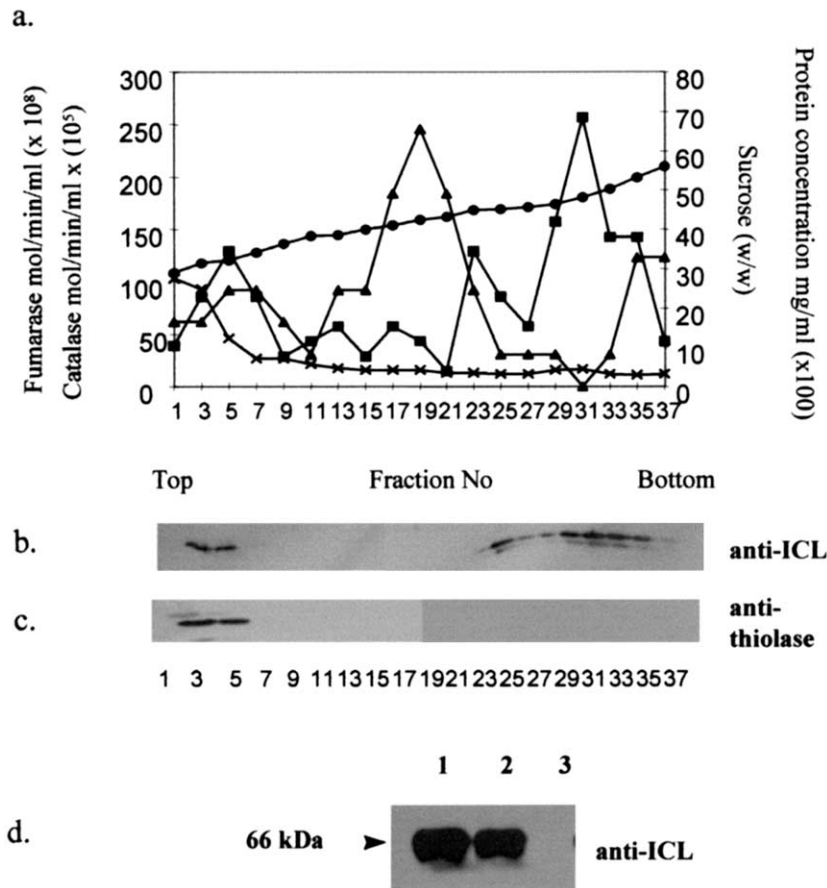 a.
Fumarase mol/min/ml (x 10⁸)
Catalase mol/min/ml x (10⁵)
300
250
200
150
100
50
0
80
70
60
50
40
30
20
10
0
Sucrose (w/w)
Protein concentration mg/ml (x100)
1 3 5 7 9 11 13 15 17 19 21 23 25 27 29 31 33 35 37
Top Fraction No Bottom
b. anti-ICL
c. anti-
thiolase
1 3 5 7 9 11 13 15 17 19 21 23 25 27 29 31 33 35 37
1 2 3
d. 66 kDa anti-ICL